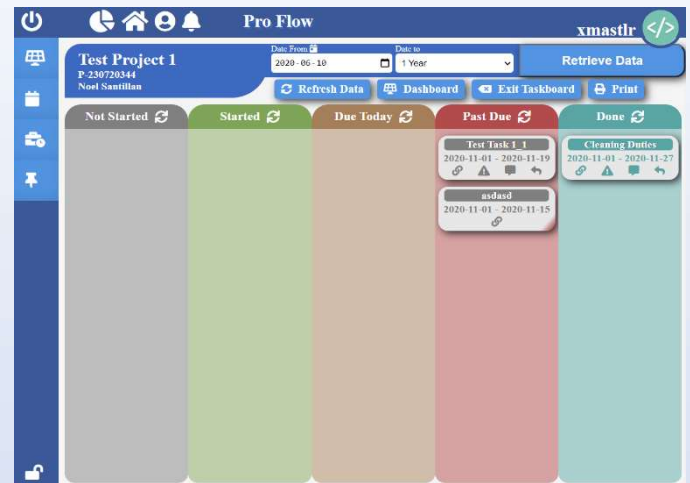 Pro Flow
xmastlr </>
Test Project 1
P-230720344
Noel Santillan
Date From
2020-06-10
Date to
1 Year
Retrieve Data
Refresh Data
Dashboard
Exit Taskboard
Print
Not Started
Started
Due Today
Past Due
Done
Test Task 1_1
2020-11-01 - 2020-11-19
Cleaning Duties
2020-11-01 - 2020-11-27
asdasd
2020-11-01 - 2020-11-15